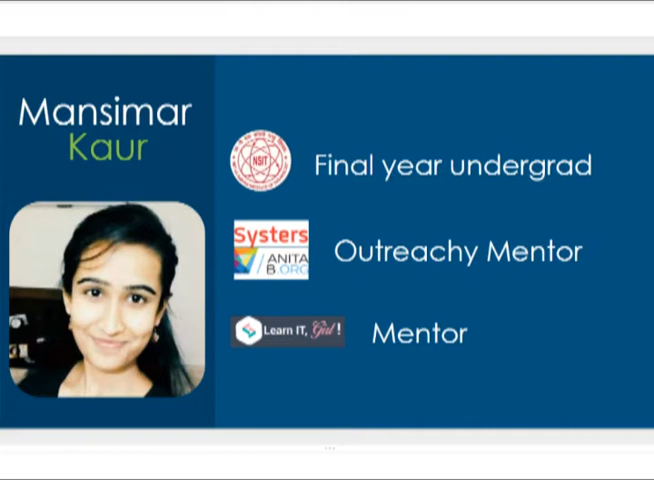 Mansimar
Kaur
NSIT
Final year undergrad
Systers
ANITA
B.ORG
Outreachy Mentor
Learn IT, Girl!
Mentor